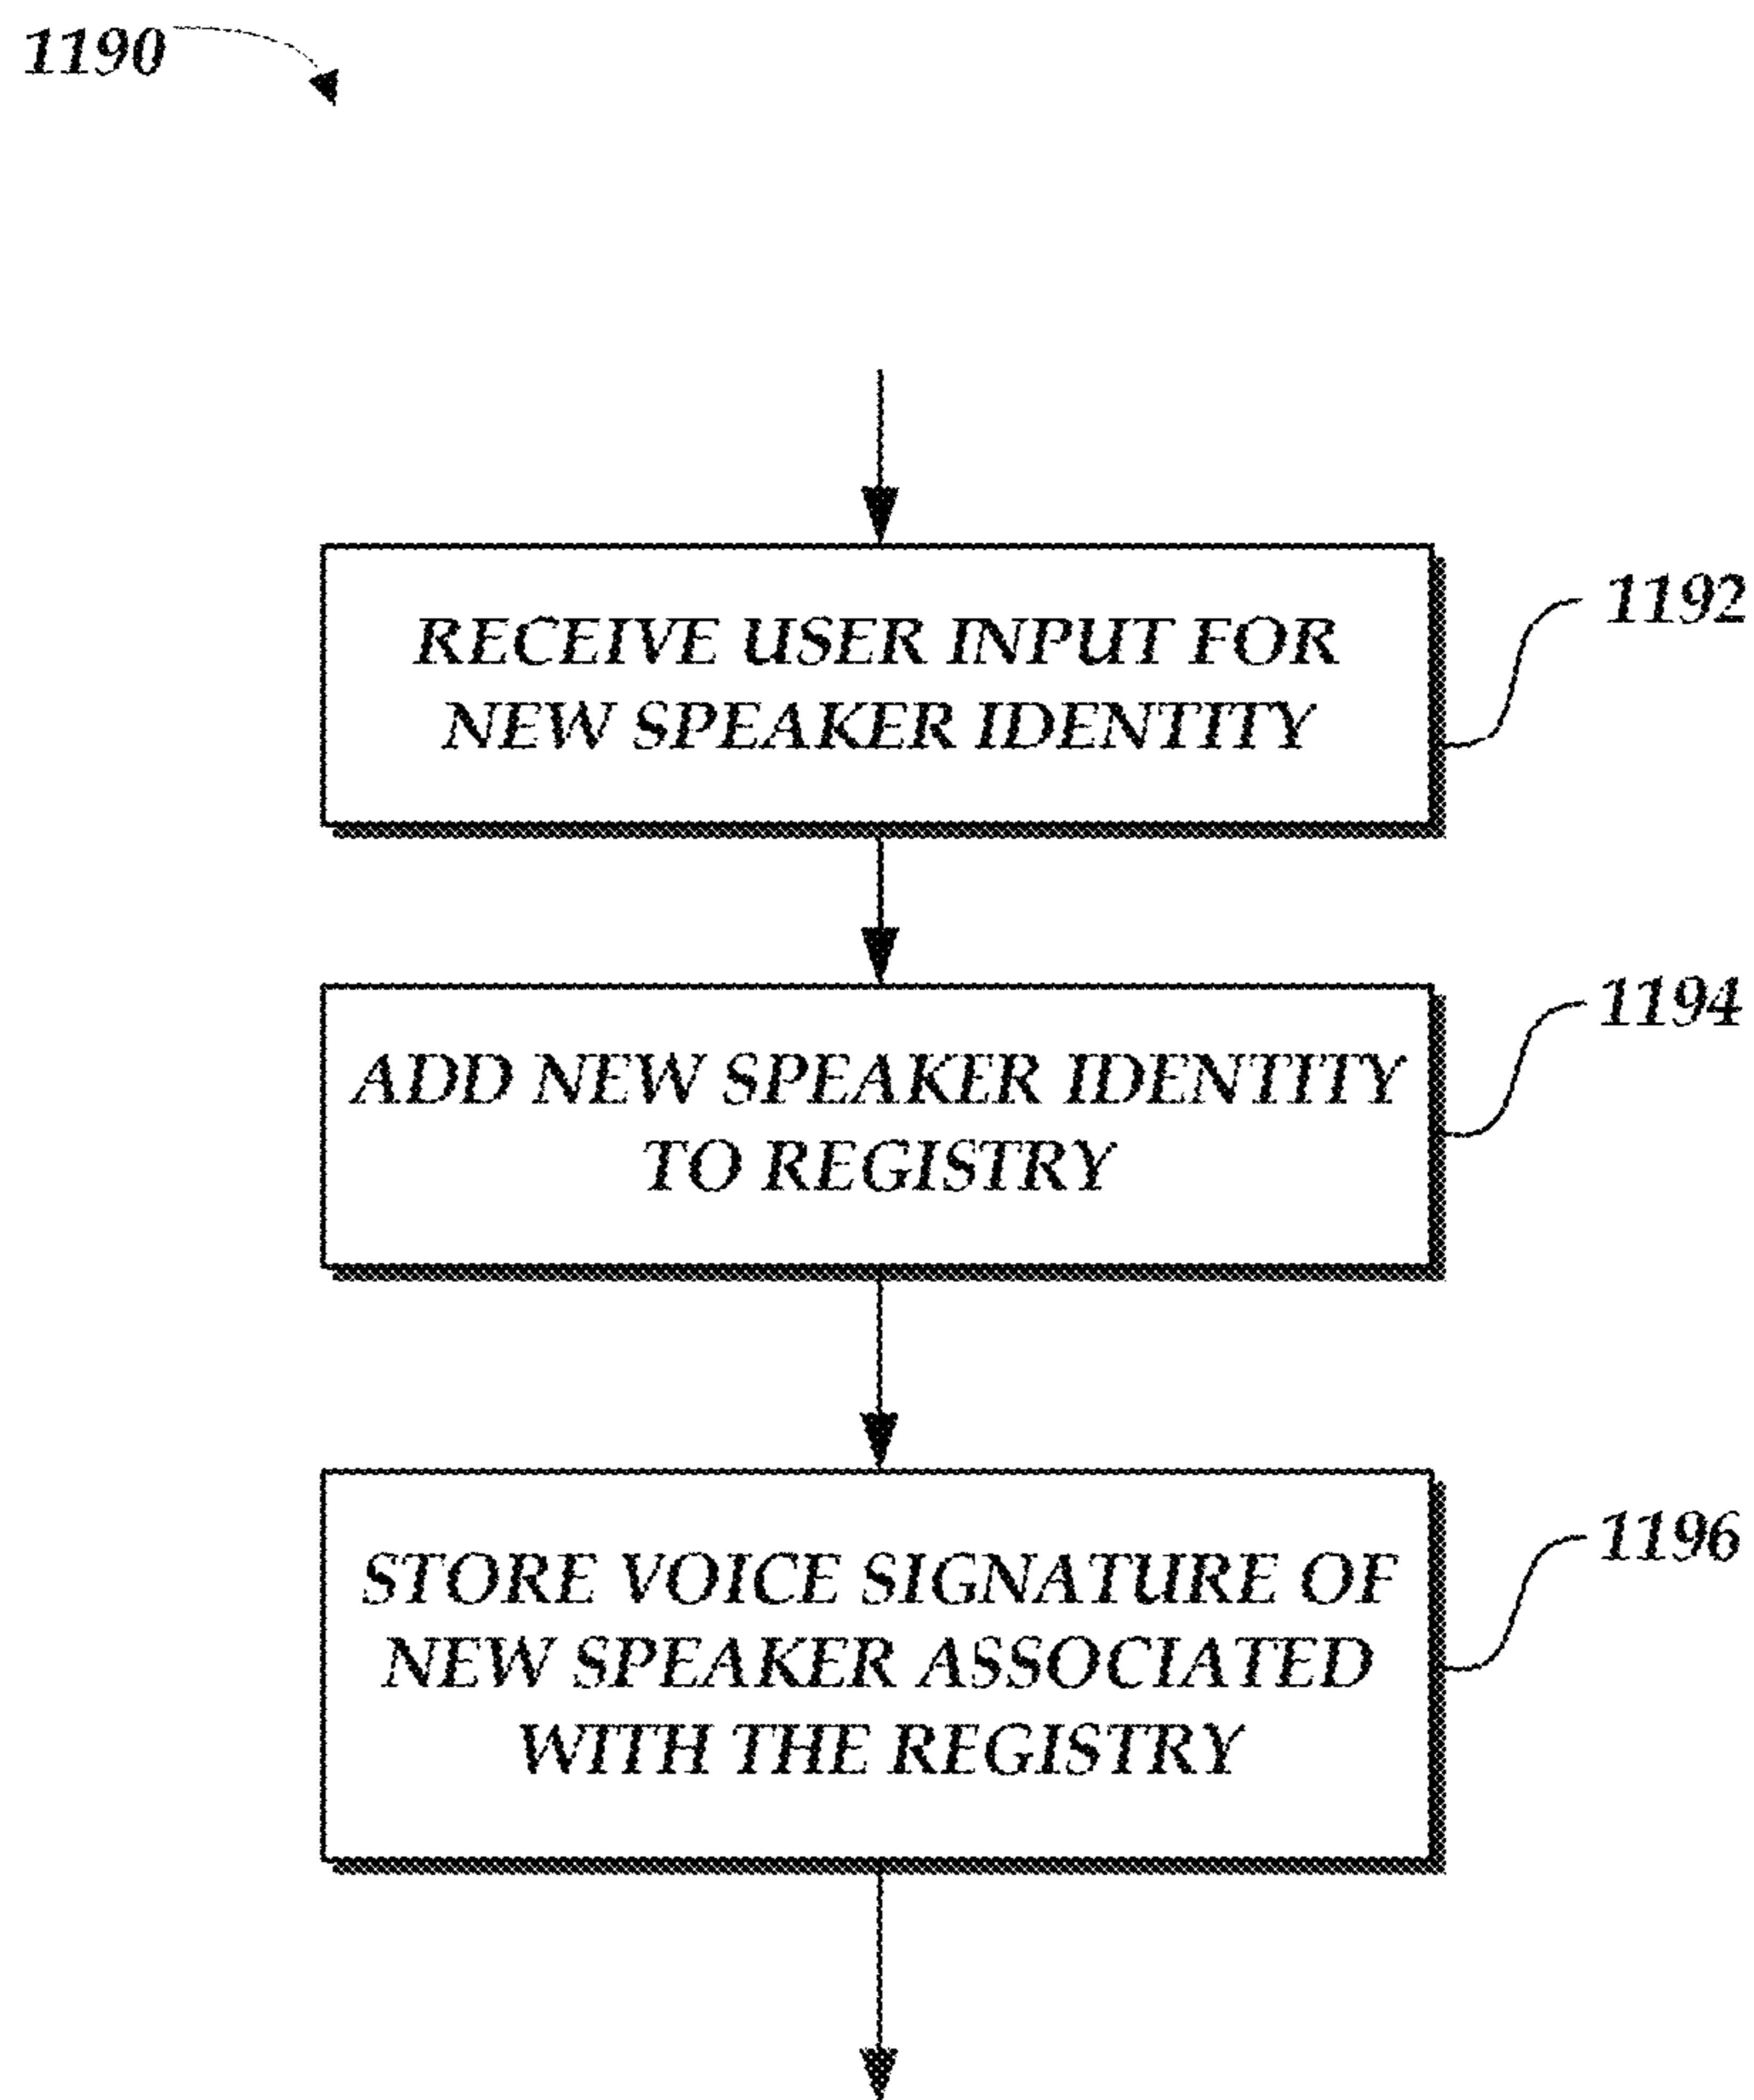 1190
RECEIVE USER INPUT FOR
NEW SPEAKER IDENTITY
1192
ADD NEW SPEAKER IDENTITY
TO REGISTRY
1194
STORE VOICE SIGNATURE OF
NEW SPEAKER ASSOCIATED
WITH THE REGISTRY
1196